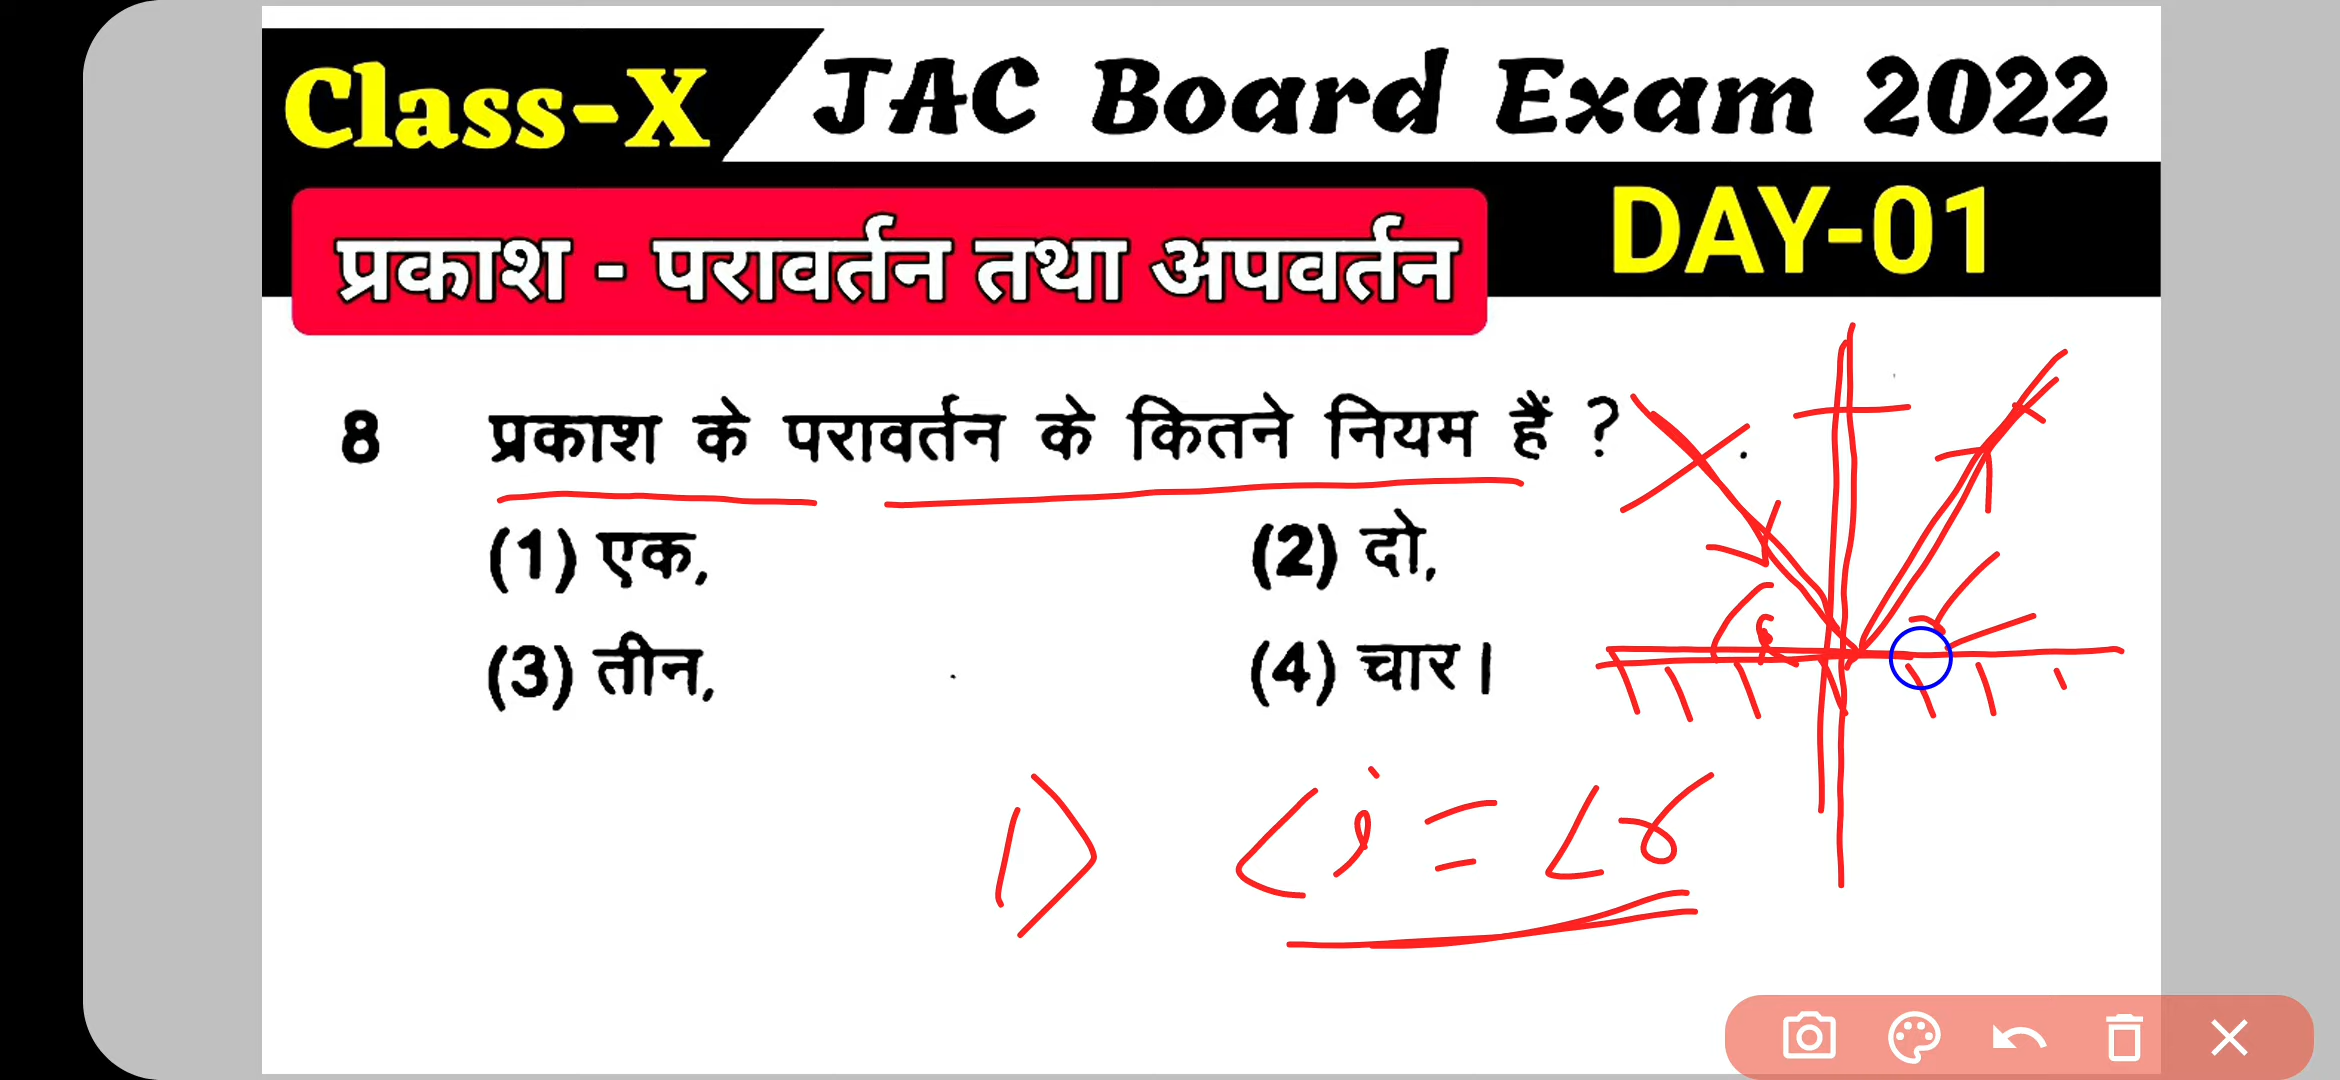 Class-X JAC Board Exam 2022
प्रकाश - परावर्तन तथा अपवर्तन DAY-01
8 प्रकाश के परावर्तन के कितने नियम हैं ?
(1) एक, (2) दो,
(3) तीन, (4) चार।
∠i = ∠r